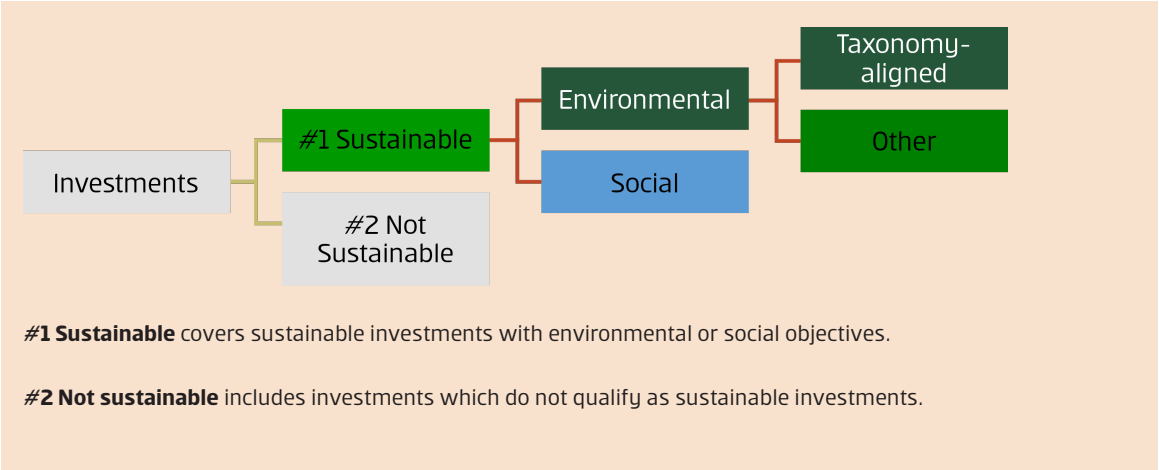 Taxonomy-
aligned
Environmental
#1 Sustainable
Other
Investments
Social
#2 Not
Sustainable
#1 Sustainable covers sustainable investments with environmental or social objectives.
#2 Not sustainable includes investments which do not qualify as sustainable investments.